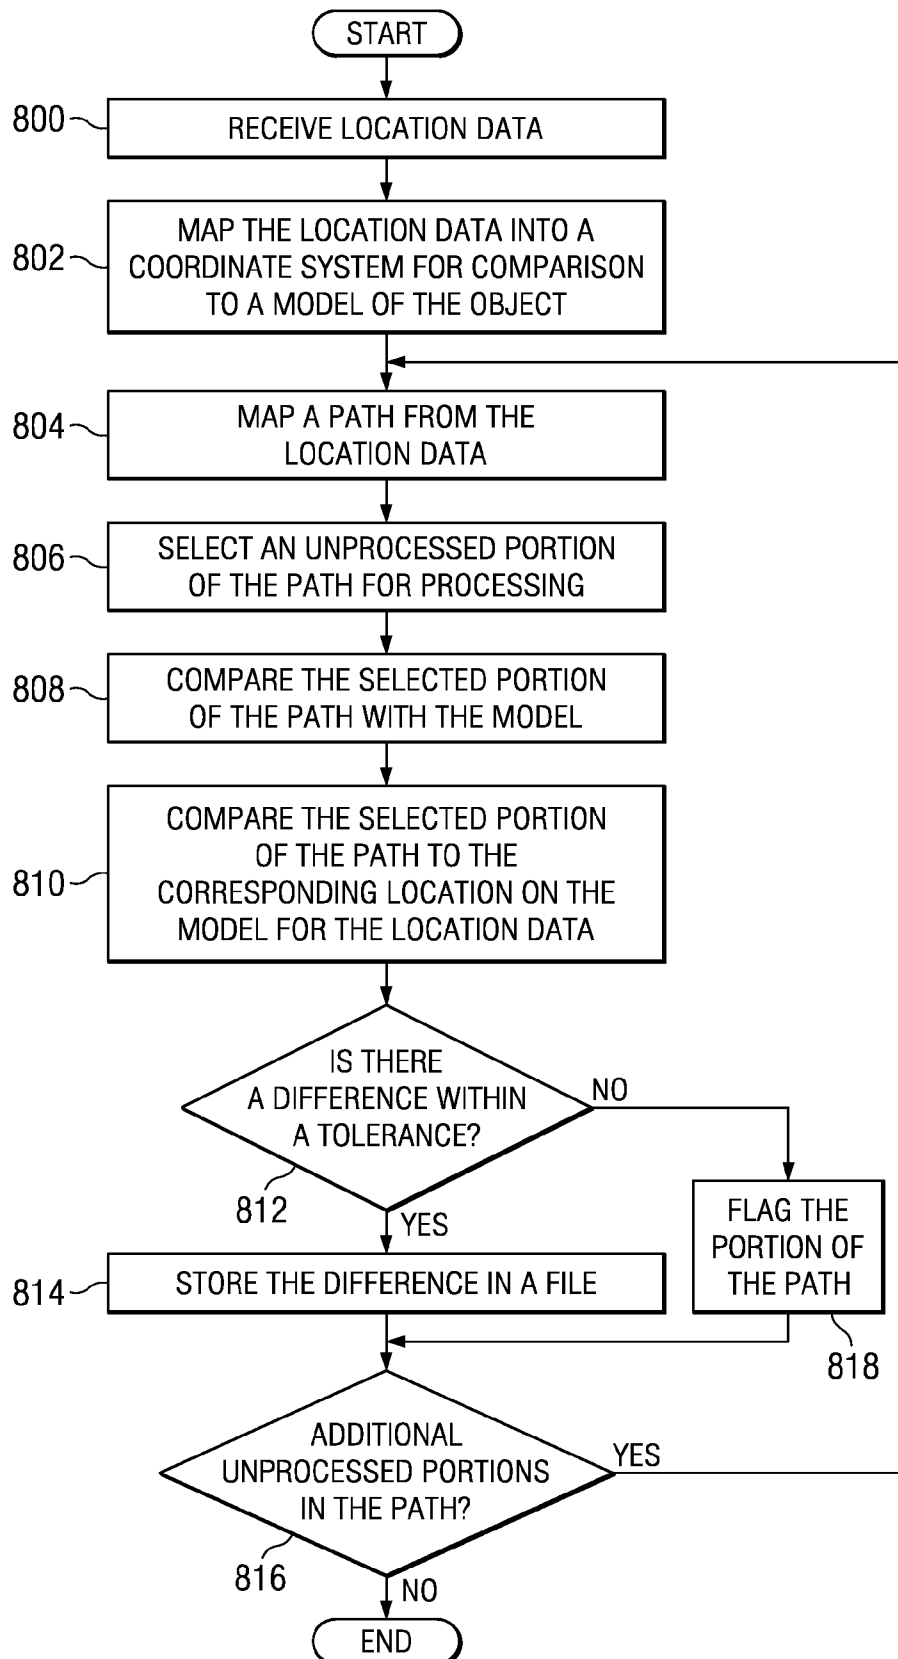 START
800
RECEIVE LOCATION DATA
802
MAP THE LOCATION DATA INTO A
COORDINATE SYSTEM FOR COMPARISON
TO A MODEL OF THE OBJECT
804
MAP A PATH FROM THE
LOCATION DATA
806
SELECT AN UNPROCESSED PORTION
OF THE PATH FOR PROCESSING
808
COMPARE THE SELECTED PORTION
OF THE PATH WITH THE MODEL
810
COMPARE THE SELECTED PORTION
OF THE PATH TO THE
CORRESPONDING LOCATION ON THE
MODEL FOR THE LOCATION DATA
IS THERE
A DIFFERENCE WITHIN
A TOLERANCE?
NO
812
YES
FLAG THE
PORTION OF
THE PATH
818
814
STORE THE DIFFERENCE IN A FILE
ADDITIONAL
UNPROCESSED PORTIONS
IN THE PATH?
YES
816
NO
END